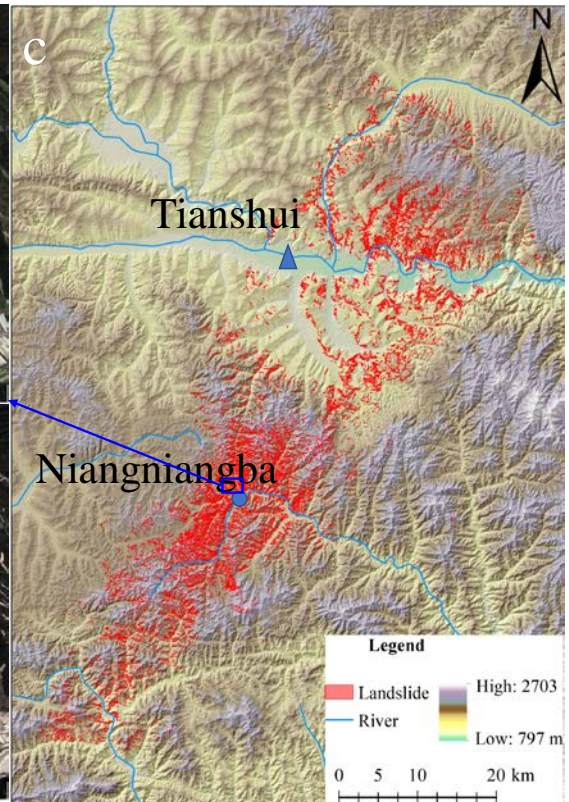 c
N
Tianshui
Niangniangba
Legend
Landslide
River
High: 2703
Low: 797 m
0 5 10 20 km